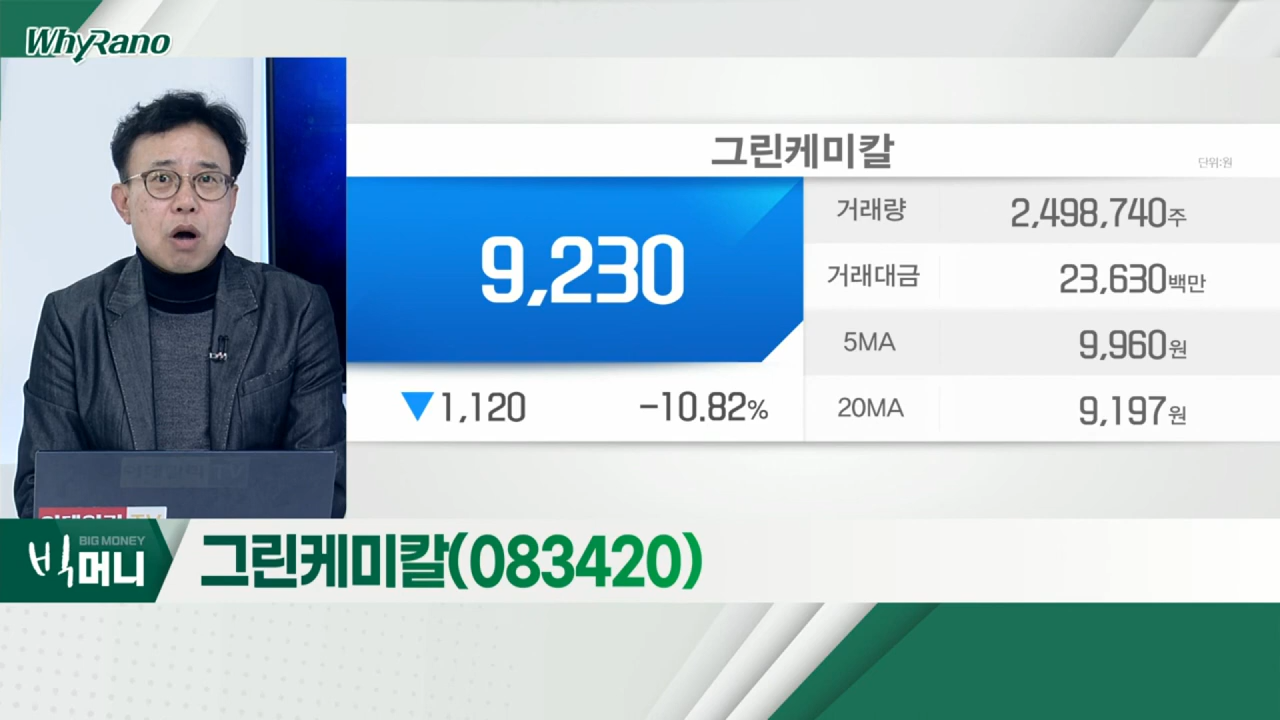 WhyRano
그린케미칼
단위:원
9,230
▼1,120 -10.82%
거래량 2,498,740주
거래대금 23,630백만
5MA 9,960원
20MA 9,197원
빅머니 BIG MONEY
그린케미칼(083420)